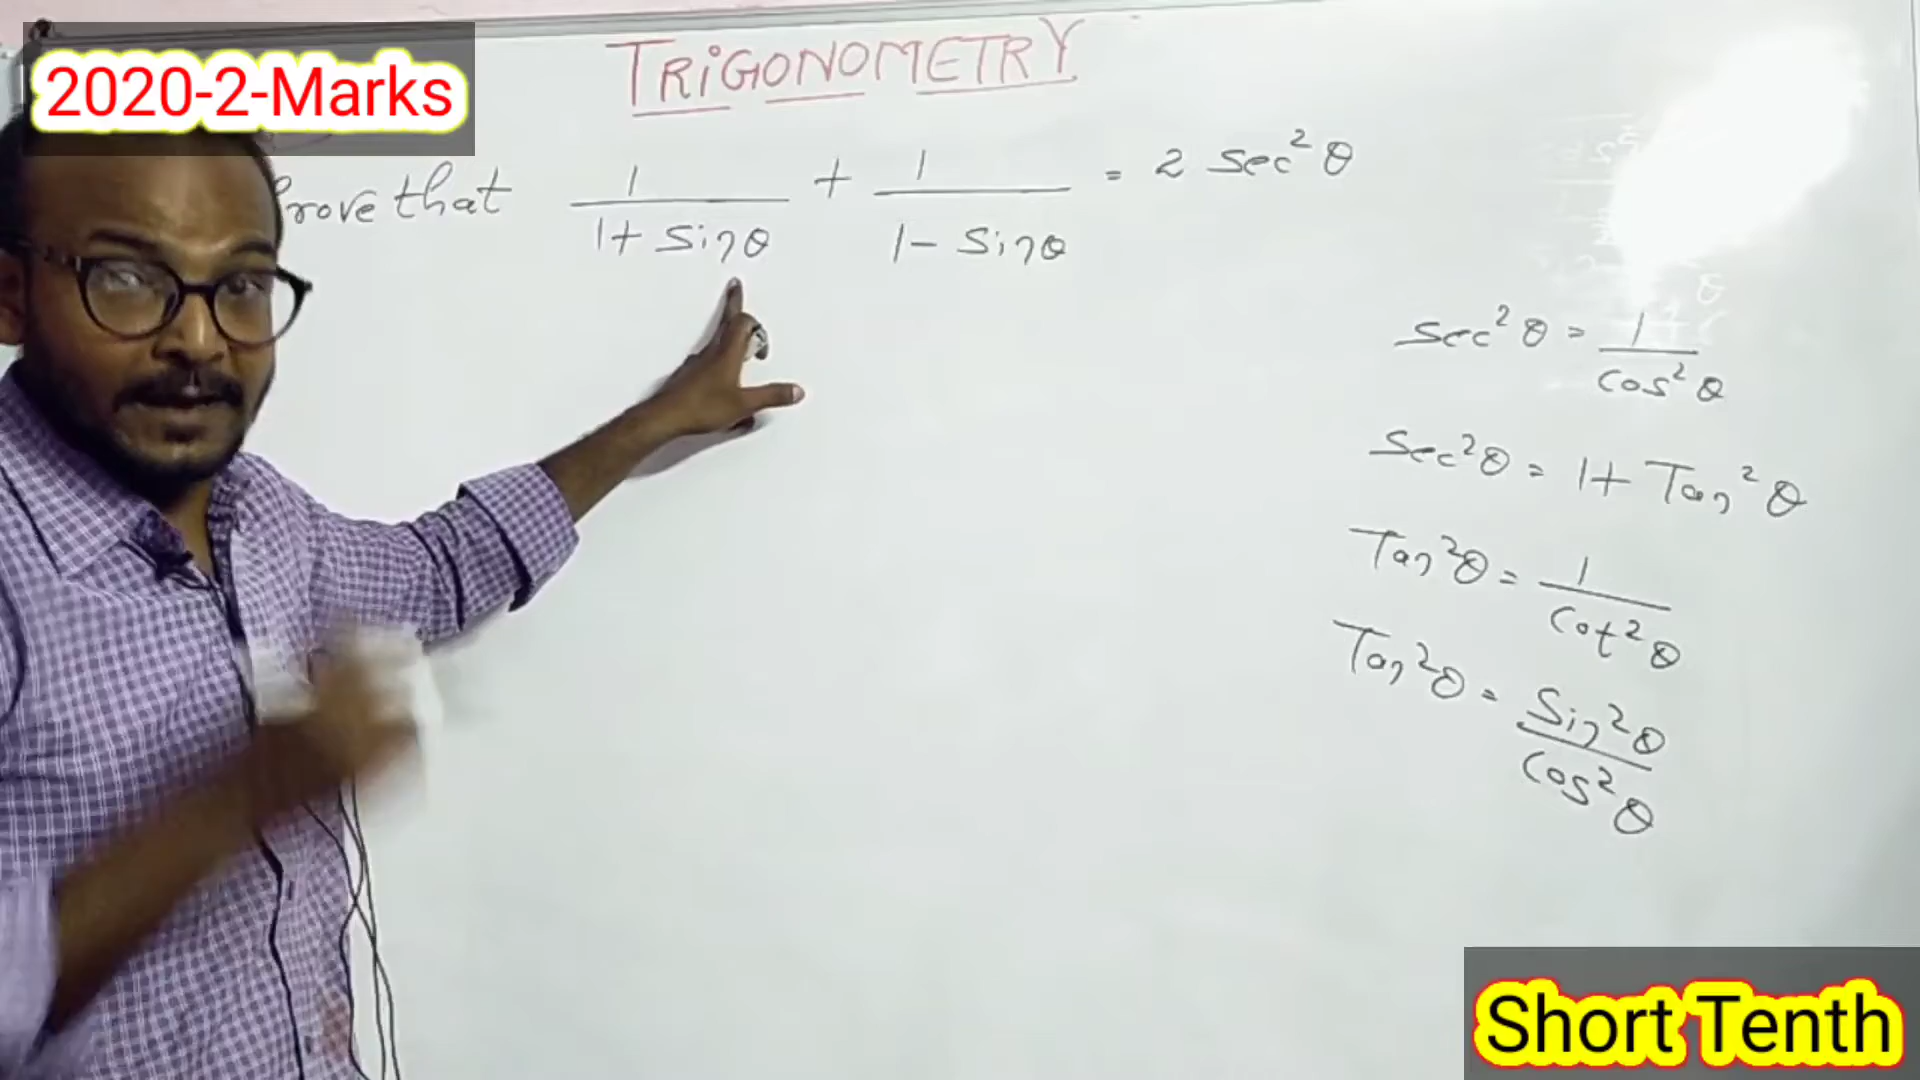 2020-2-Marks
TRIGONOMETRY
rove that 1/(1+ Sinθ) + 1/(1- Sinθ) = 2 sec²θ
sec²θ = 1/cos²θ
Sec²θ = 1+ Tan²θ
Tan²θ = 1/Cot²θ
Tan²θ = Sin²θ/Cos²θ
Short Tenth